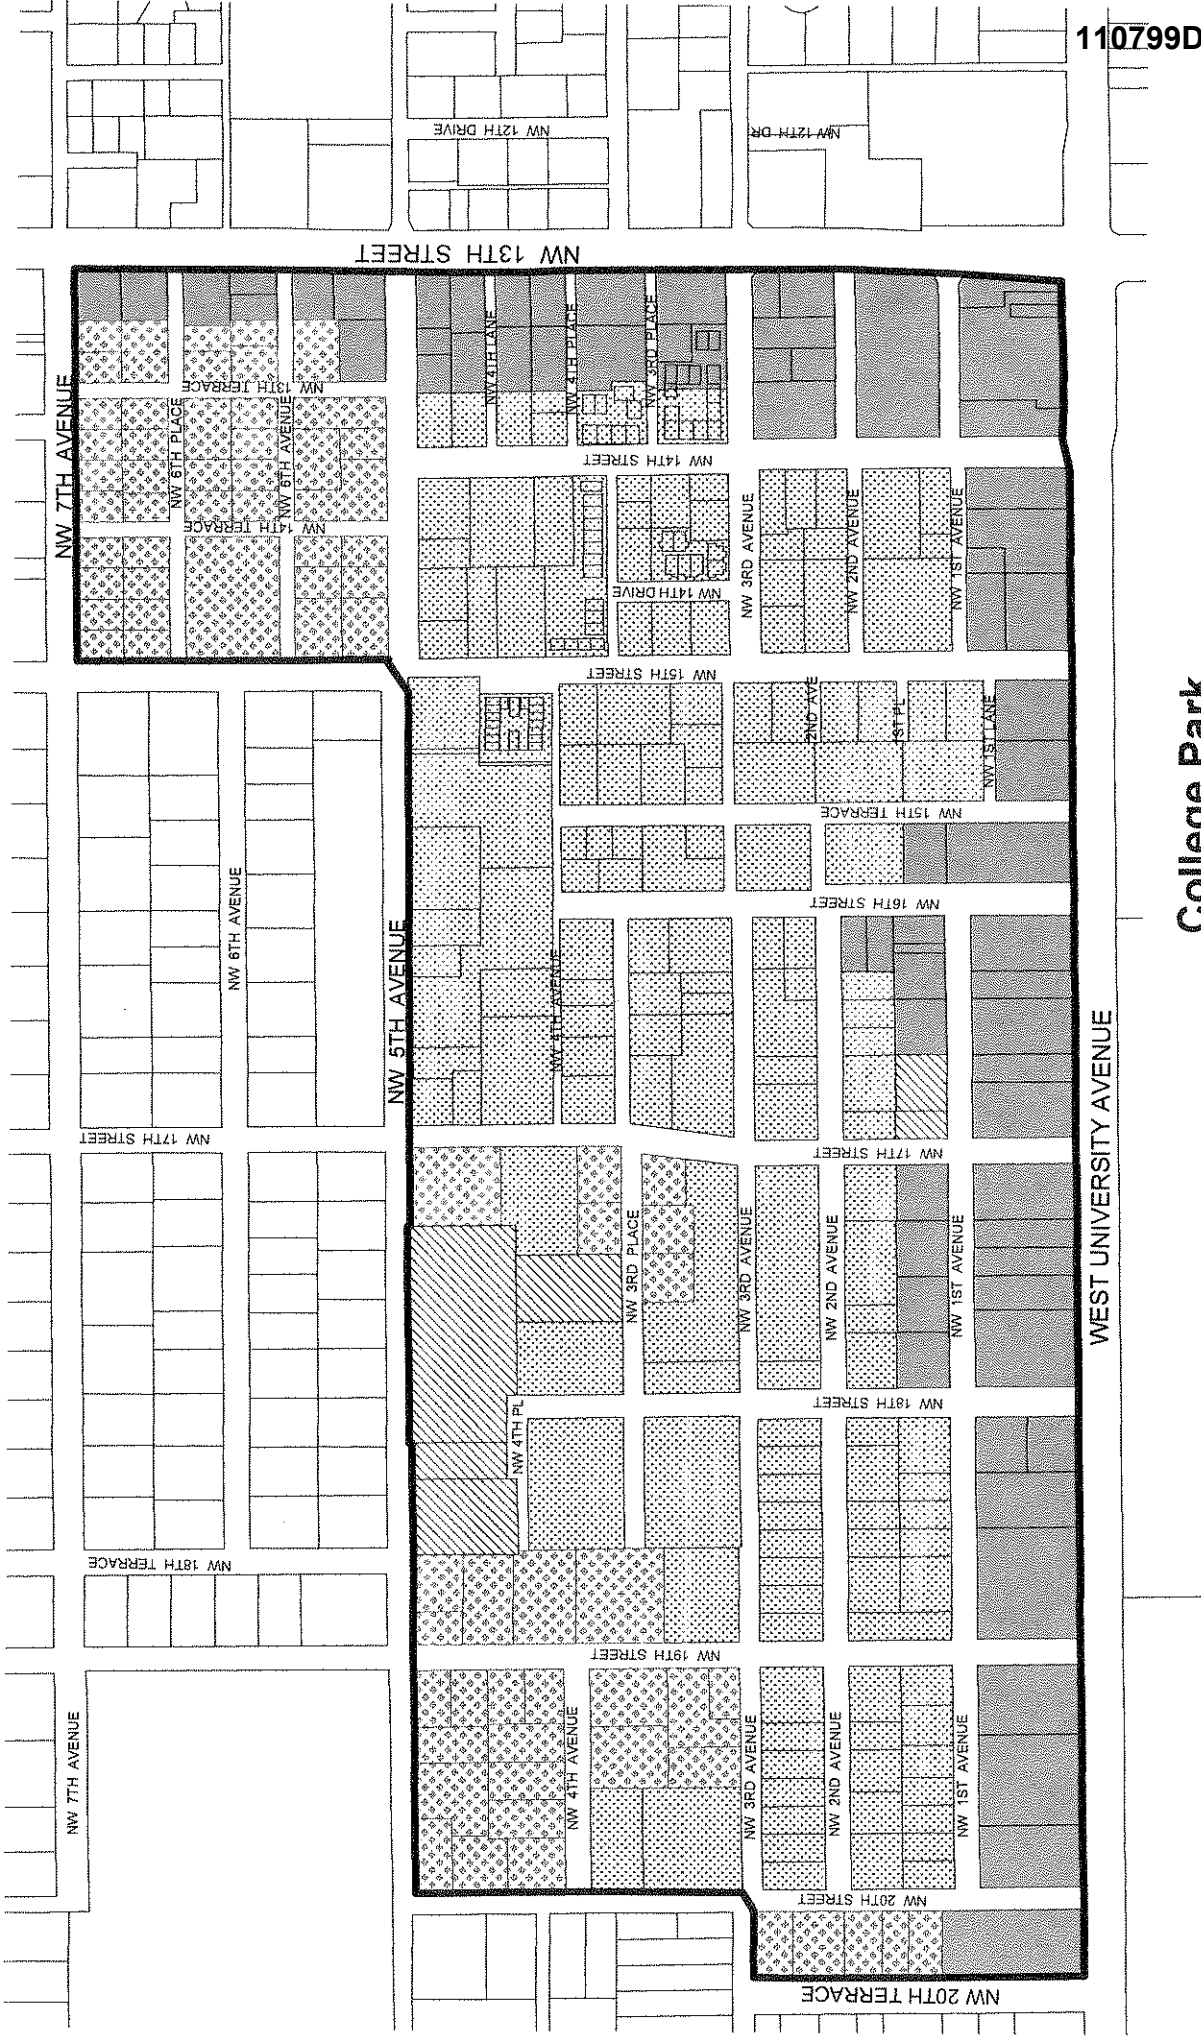 110799D
NW 12TH DRIVE
NW 12TH DR
NW 13TH STREET
NW 7TH AVENUE
NW 13TH TERRACE
NW 6TH PLACE
NW 6TH AVENUE
NW 4TH LANE
NW 4TH PLACE
NW 3RD PLACE
NW 14TH STREET
NW 14TH TERRACE
NW 3RD AVENUE
NW 2ND AVENUE
NW 1ST AVENUE
NW 14TH DRIVE
NW 15TH STREET
2ND AVE
1ST PL
NW 1ST LANE
College Park
NW 15TH TERRACE
NW 6TH AVENUE
NW 5TH AVENUE
NW 16TH STREET
NW 4TH AVENUE
WEST UNIVERSITY AVENUE
NW 17TH STREET
NW 17TH STREET
NW 3RD PLACE
NW 3RD AVENUE
NW 2ND AVENUE
NW 1ST AVENUE
NW 18TH STREET
NW 4TH PL
NW 18TH TERRACE
NW 19TH STREET
NW 7TH AVENUE
NW 4TH AVENUE
NW 3RD AVENUE
NW 2ND AVENUE
NW 1ST AVENUE
NW 20TH STREET
NW 20TH TERRACE